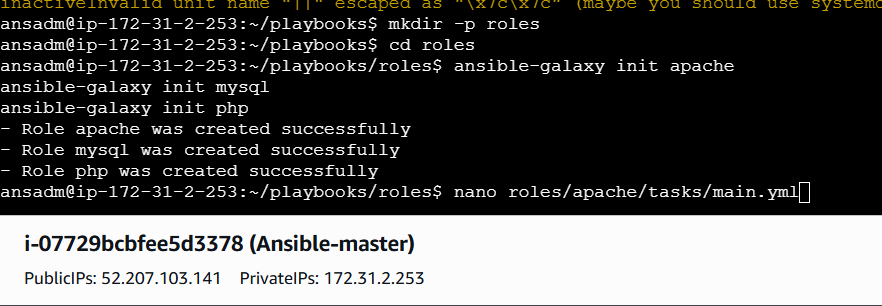 inactiveInvalid unit name "||" escaped as "\x7c\x7c" (maybe you should use systemd
ansadm@ip-172-31-2-253:~/playbooks$ mkdir -p roles
ansadm@ip-172-31-2-253:~/playbooks$ cd roles
ansadm@ip-172-31-2-253:~/playbooks/roles$ ansible-galaxy init apache
ansible-galaxy init mysql
ansible-galaxy init php
- Role apache was created successfully
- Role mysql was created successfully
- Role php was created successfully
ansadm@ip-172-31-2-253:~/playbooks/roles$ nano roles/apache/tasks/main.yml
i-07729bcbfee5d3378 (Ansible-master)
PublicIPs: 52.207.103.141 PrivateIPs: 172.31.2.253